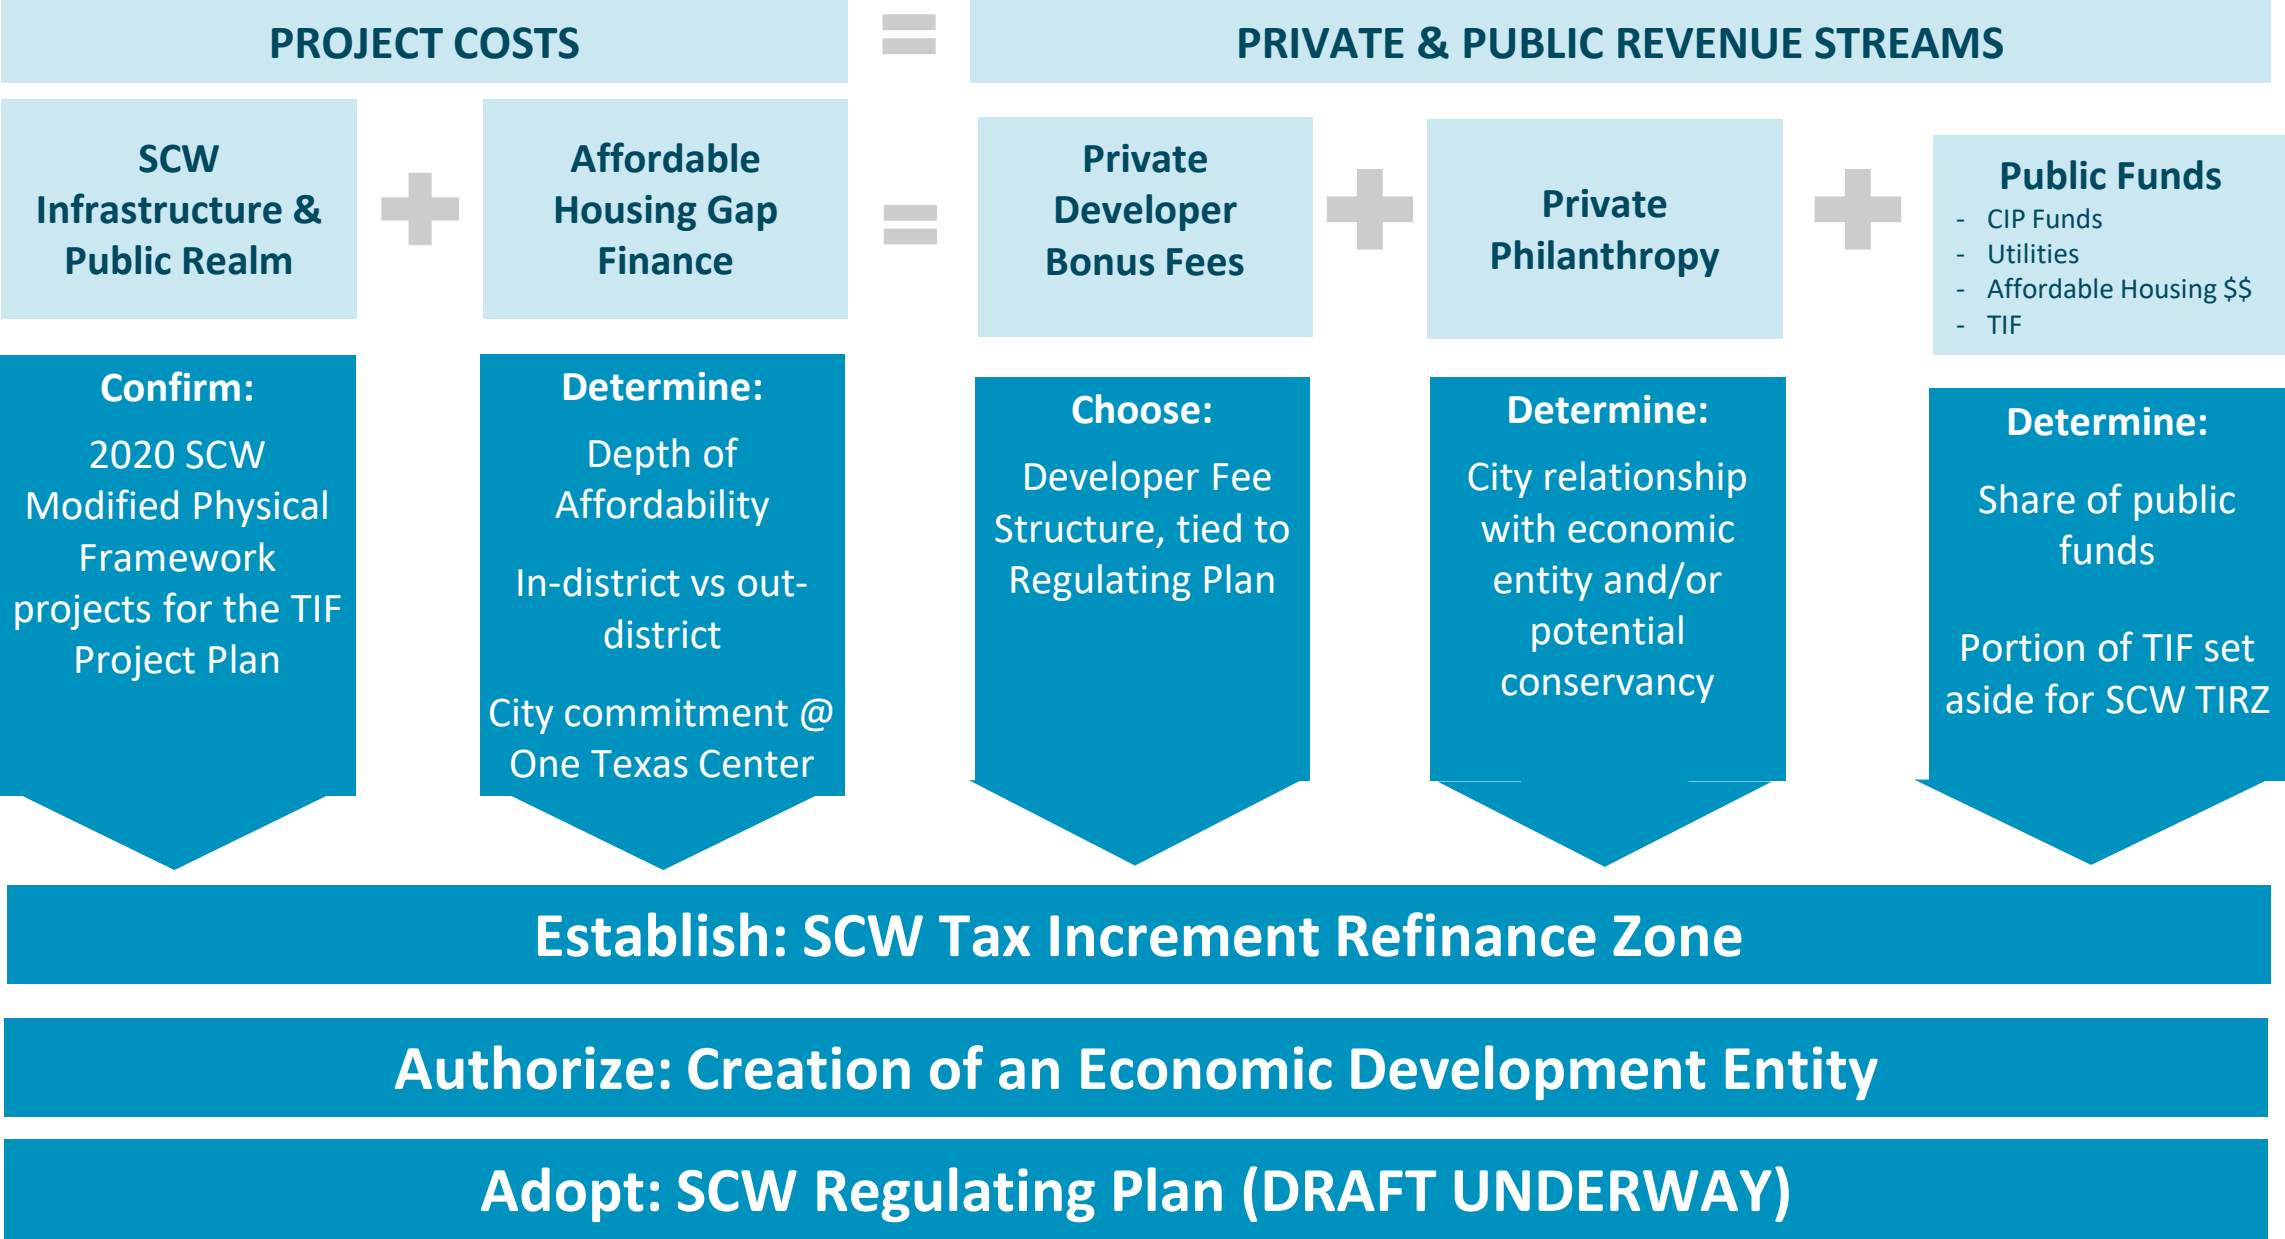 PROJECT COSTS
=
PRIVATE & PUBLIC REVENUE STREAMS
SCW
Infrastructure &
Public Realm
+
Affordable
Housing Gap
Finance
=
Private
Developer
Bonus Fees
+
Private
Philanthropy
+
Public Funds
- CIP Funds
- Utilities
- Affordable Housing $$
- TIF
Confirm:
2020 SCW
Modified Physical
Framework
projects for the TIF
Project Plan
Determine:
Depth of
Affordability
In-district vs out-
district
City commitment @
One Texas Center
Choose:
Developer Fee
Structure, tied to
Regulating Plan
Determine:
City relationship
with economic
entity and/or
potential
conservancy
Determine:
Share of public
funds
Portion of TIF set
aside for SCW TIRZ
Establish: SCW Tax Increment Refinance Zone
Authorize: Creation of an Economic Development Entity
Adopt: SCW Regulating Plan (DRAFT UNDERWAY)